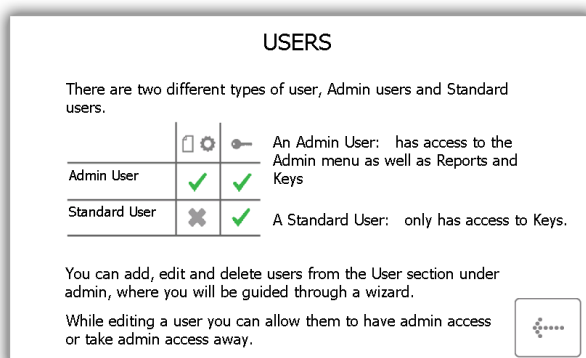 USERS
There are two different types of user, Admin users and Standard
users.
An Admin User: has access to the
Admin menu as well as Reports and
Keys
Admin User
Standard User
A Standard User: only has access to Keys.
You can add, edit and delete users from the User section under
admin, where you will be guided through a wizard.
While editing a user you can allow them to have admin access
or take admin access away.